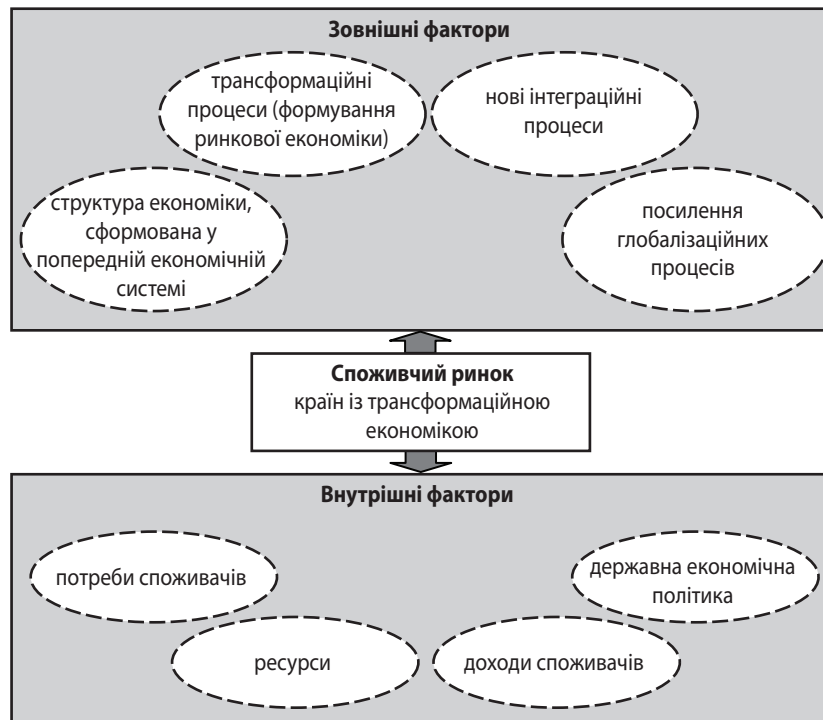 Зовнішні фактори
трансформаційні
процеси (формування
ринкової економіки)
нові інтеграційні
процеси
структура економіки,
сформована у
попередній економічній
системі
посилення
глобалізаційних
процесів
Споживчий ринок
країн із трансформаційною
економікою
Внутрішні фактори
потреби споживачів
державна економічна
політика
ресурси
доходи споживачів